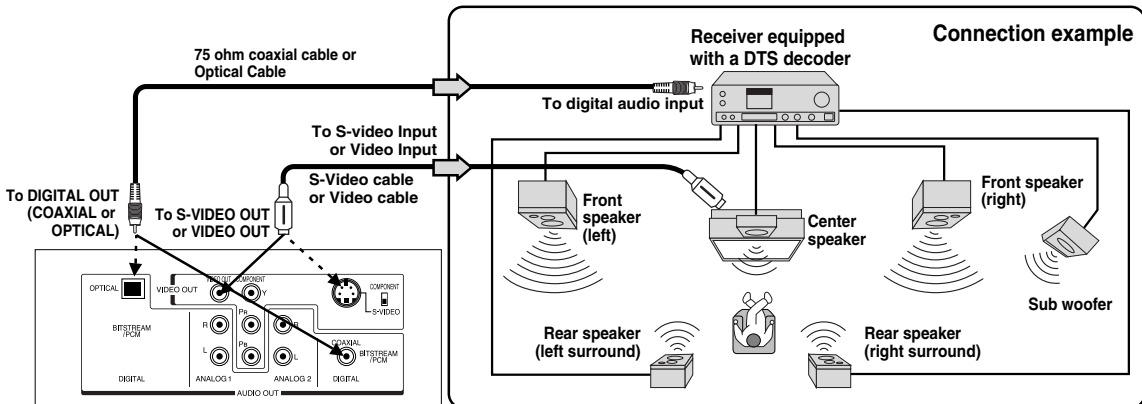 Connection example
Receiver equipped
with a DTS decoder
75 ohm coaxial cable or
Optical Cable
To digital audio input
To S-video Input
or Video Input
S-Video cable
or Video cable
To DIGITAL OUT
(COAXIAL or
OPTICAL)
To S-VIDEO OUT
or VIDEO OUT
Front
speaker
(left)
Center
speaker
Front speaker
(right)
Sub woofer
Rear speaker
(left surround)
Rear speaker
(right surround)
OPTICAL
VIDEO OUT
VIDEO OUT
COMPONENT
Y
COMPONENT
S-VIDEO
BITSTREAM
/PCM
R
PR
R
L
PB
L
COAXIAL
BITSTREAM
/PCM
DIGITAL
ANALOG 1
ANALOG 2
DIGITAL
AUDIO OUT